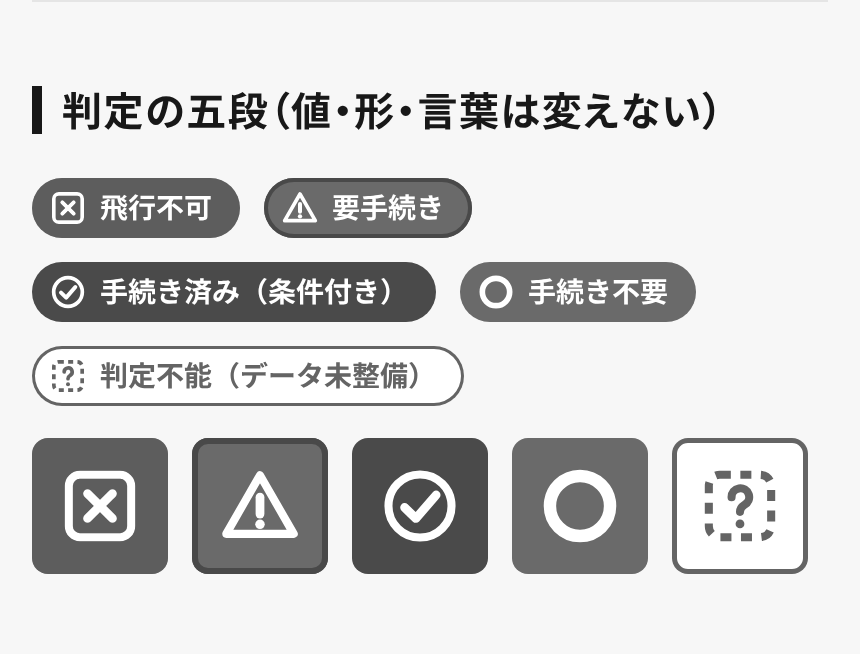 判定の五段（値・形・言葉は変えない）
飛行不可
要手続き
手続き済み（条件付き）
手続き不要
判定不能（データ未整備）